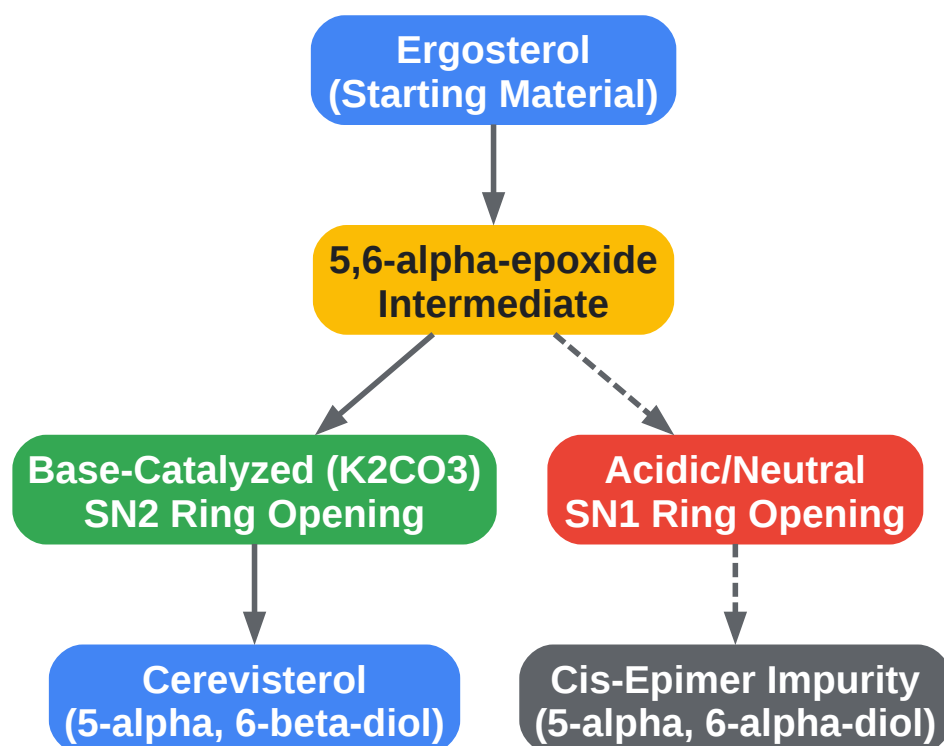 Ergosterol
(Starting Material)
5,6-alpha-epoxide
Intermediate
Base-Catalyzed (K2CO3)
SN2 Ring Opening
Acidic/Neutral
SN1 Ring Opening
Cerevisterol
(5-alpha, 6-beta-diol)
Cis-Epimer Impurity
(5-alpha, 6-alpha-diol)